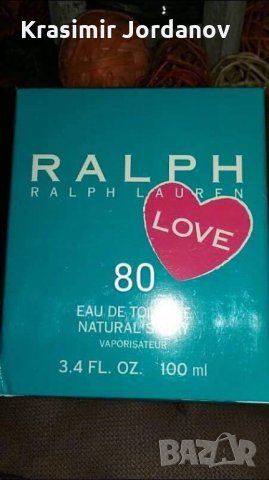 Krasimir Jordanov
RALPH
RALPH LAUREN
LOVE
80
EAU DE TOILETTE
NATURAL SPRAY
VAPORISATEUR
3.4 FL. OZ. 100 ml
BAZAR